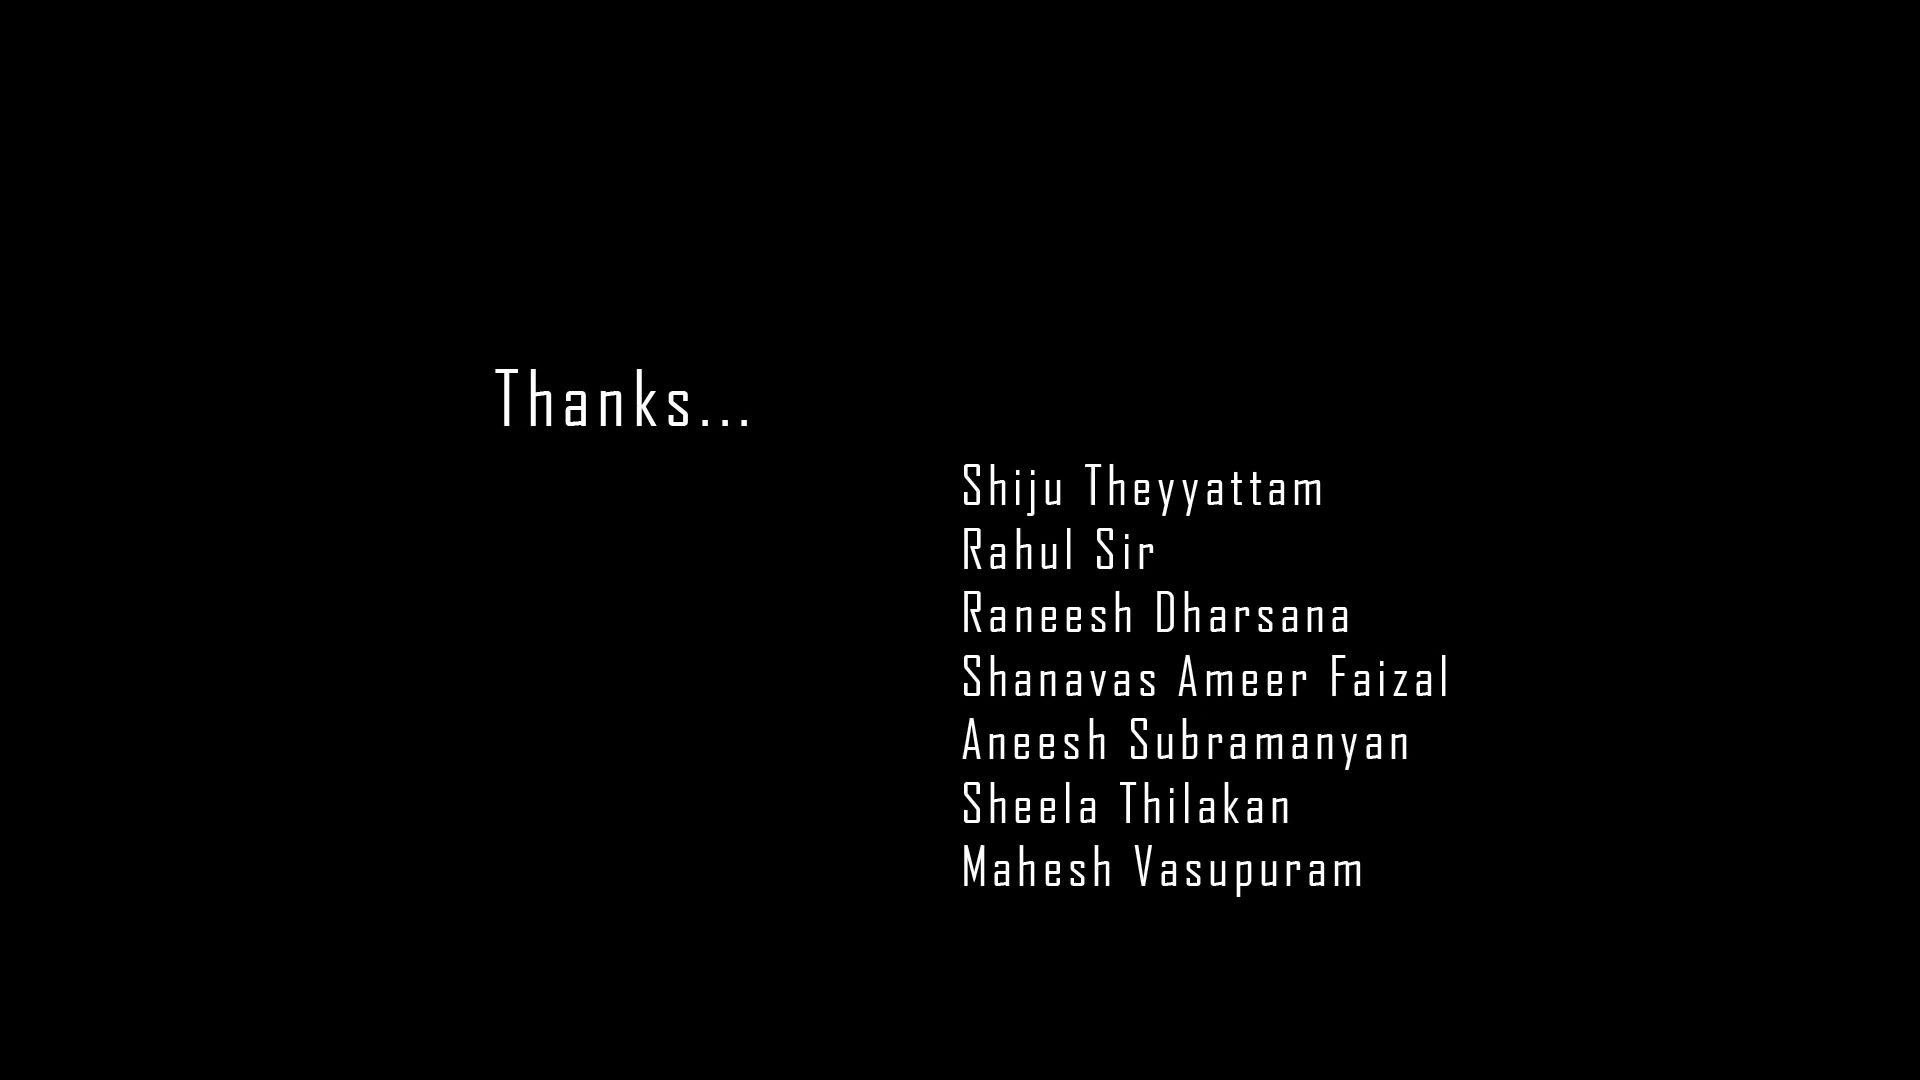 Thanks...
Shiju Theyyattam
Rahul Sir
Raneesh Dharsana
Shanavas Ameer Faizal
Aneesh Subramanyan
Sheela Thilakan
Mahesh Vasupuram